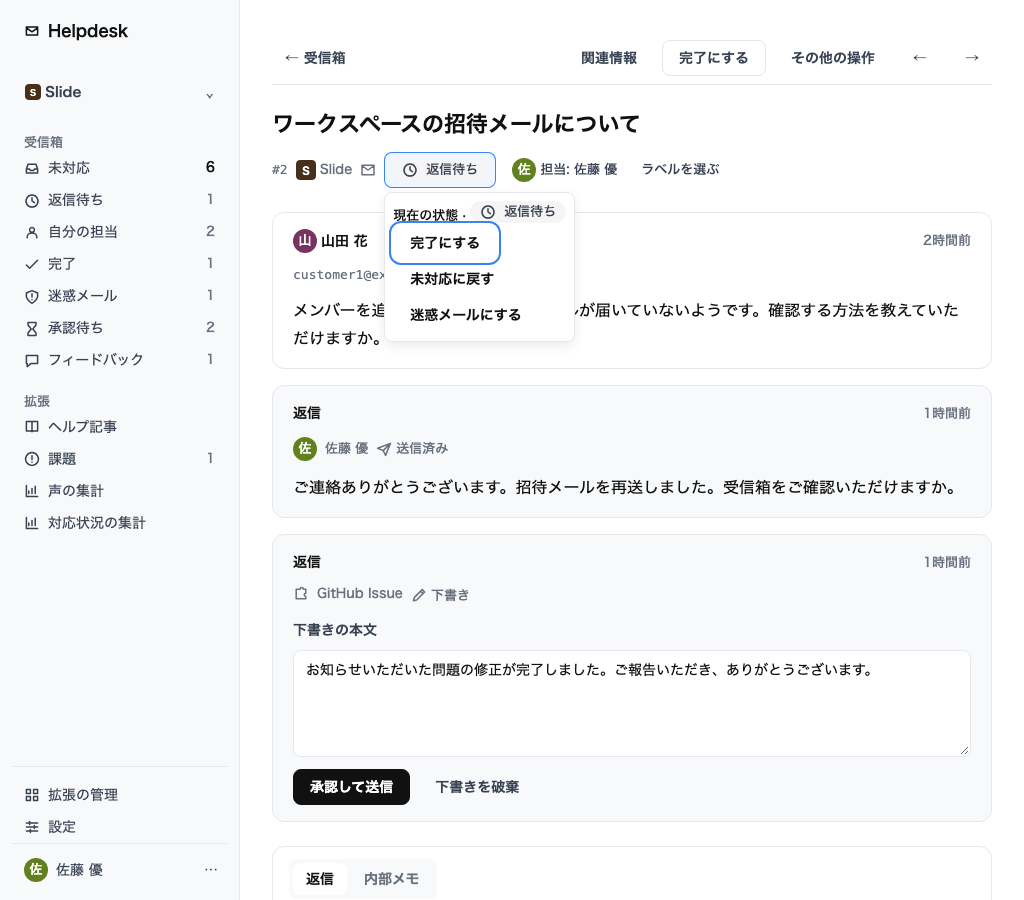 Helpdesk
S Slide
受信箱
未対応 6
返信待ち 1
自分の担当 2
完了 1
迷惑メール 1
承認待ち 2
フィードバック 1
拡張
ヘルプ記事
課題 1
声の集計
対応状況の集計
拡張の管理
設定
佐 佐藤 優 ...
← 受信箱 関連情報 完了にする その他の操作 ← →
ワークスペースの招待メールについて
#2 S Slide 返信待ち 佐 担当: 佐藤 優 ラベルを選ぶ
現在の状態 · 返信待ち
完了にする
未対応に戻す
迷惑メールにする
山 山田 花 2時間前
customer1@ex
メンバーを追 が届いていないようです。確認する方法を教えていた
だけますか。
返信 1時間前
佐 佐藤 優 送信済み
ご連絡ありがとうございます。招待メールを再送しました。受信箱をご確認いただけますか。
返信 1時間前
GitHub Issue 下書き
下書きの本文
お知らせいただいた問題の修正が完了しました。ご報告いただき、ありがとうございます。
承認して送信 下書きを破棄
返信 内部メモ